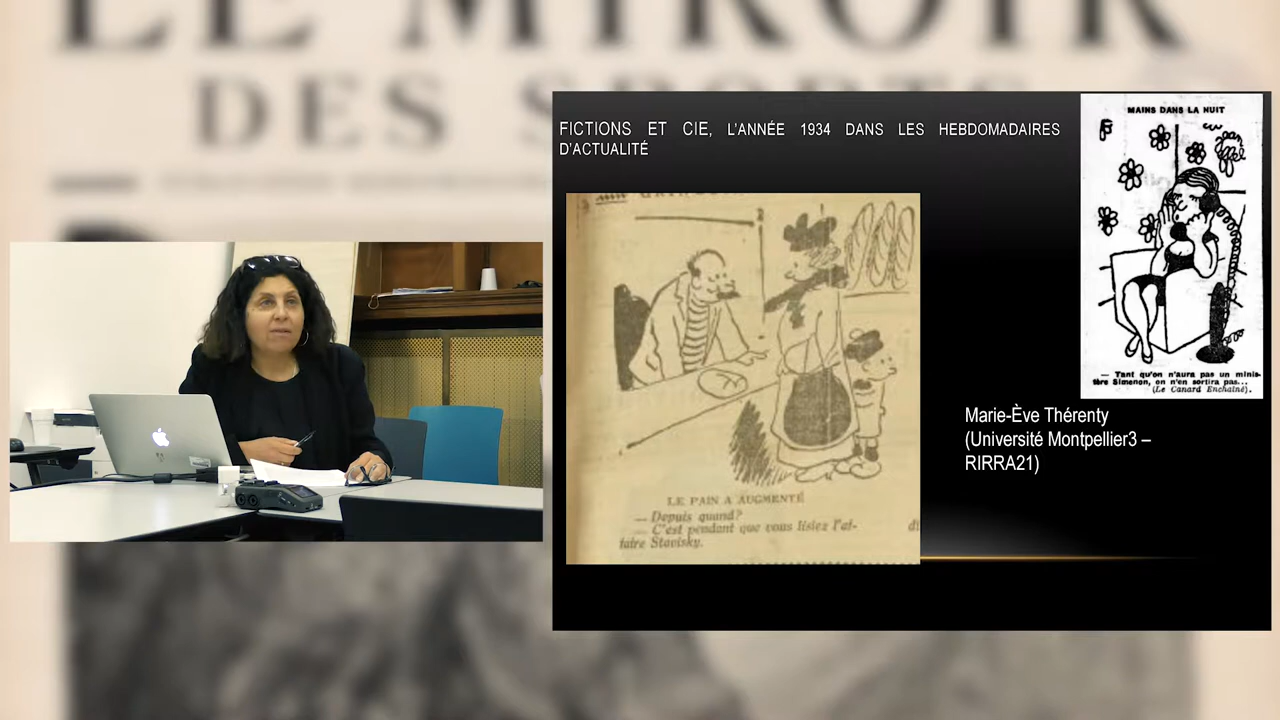 LE MIROIR
DES SPORTS
FICTIONS ET CIE, L'ANNÉE 1934 DANS LES HEBDOMADAIRES
D'ACTUALITÉ
MAINS DANS LA NUIT
— Tant qu'on n'aura pas un minis-
tère Simenon, on n'en sortira pas...
(Le Canard Enchaîné).
Marie-Ève Thérenty
(Université Montpellier3 –
RIRRA21)
LE PAIN A AUGMENTÉ
— Depuis quand?
— C'est pendant que vous lisiez l'af-
faire Stavisky.